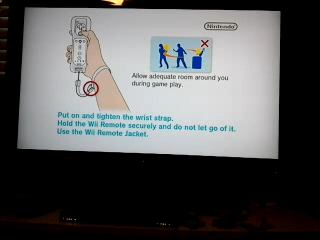 Nintendo
Allow adequate room around you
during game play.
Put on and tighten the wrist strap.
Hold the Wii Remote securely and do not let go of it.
Use the Wii Remote Jacket.